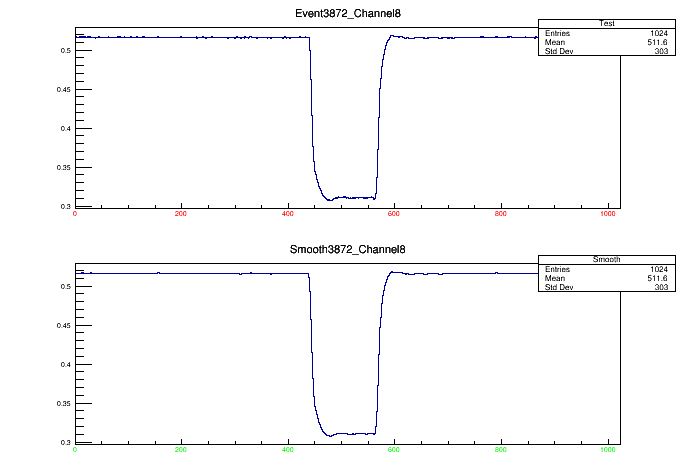 Event3872_Channel8
Test
Entries 1024
Mean 511.6
Std Dev 303
0.5
0.45
0.4
0.35
0.3
0 200 400 600 800 1000
Smooth3872_Channel8
Smooth
Entries 1024
Mean 511.6
Std Dev 303
0.5
0.45
0.4
0.35
0.3
0 200 400 600 800 1000